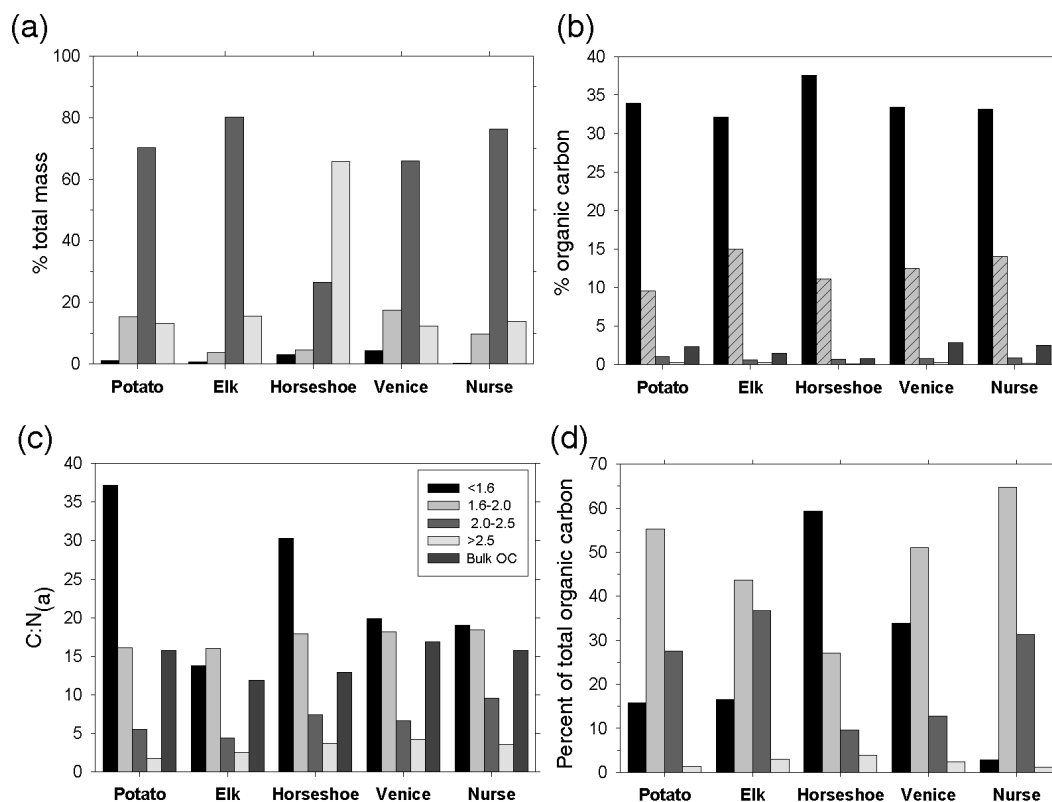 (a)
100
80
60
40
20
0
% total mass
Potato Elk Horseshoe Venice Nurse
(b)
40
35
30
25
20
15
10
5
0
% organic carbon
Potato Elk Horseshoe Venice Nurse
(c)
40
35
30
25
20
15
10
5
0
C:N(a)
<1.6
1.6-2.0
2.0-2.5
>2.5
Bulk OC
Potato Elk Horseshoe Venice Nurse
(d)
70
60
50
40
30
20
10
0
Percent of total organic carbon
Potato Elk Horseshoe Venice Nurse